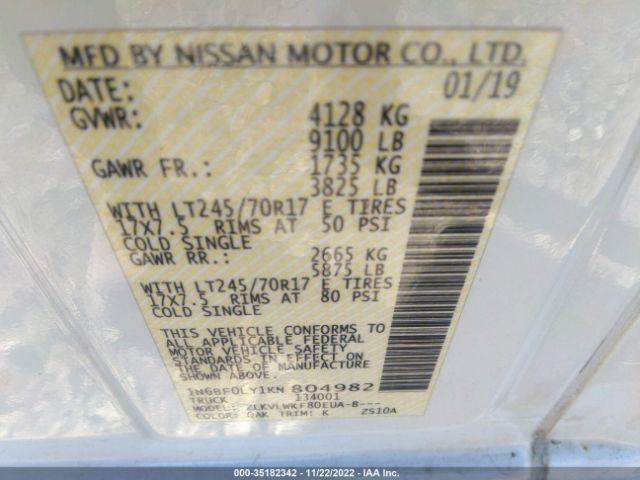 MFD BY NISSAN MOTOR CO., LTD.
DATE: 01/19
GVWR: 4128 KG
9100 LB
GAWR FR.: 1735 KG
3825 LB
WITH LT245/70R17 E TIRES
17X7.5 RIMS AT 50 PSI
COLD SINGLE
GAWR RR.: 2665 KG
5875 LB
WITH LT245/70R17 E TIRES
17X7.5 RIMS AT 80 PSI
COLD SINGLE
THIS VEHICLE CONFORMS TO
ALL APPLICABLE FEDERAL
MOTOR VEHICLE SAFETY
STANDARDS IN EFFECT ON
THE DATE OF MANUFACTURE
1N6BF0LY1KN804982
TRUCK 134001
MODEL: ZLKVLWKF80EUA-B---
COLOR: QAK TRIM: K ZS10A
000-35182342 - 11/22/2022 - IAA Inc.